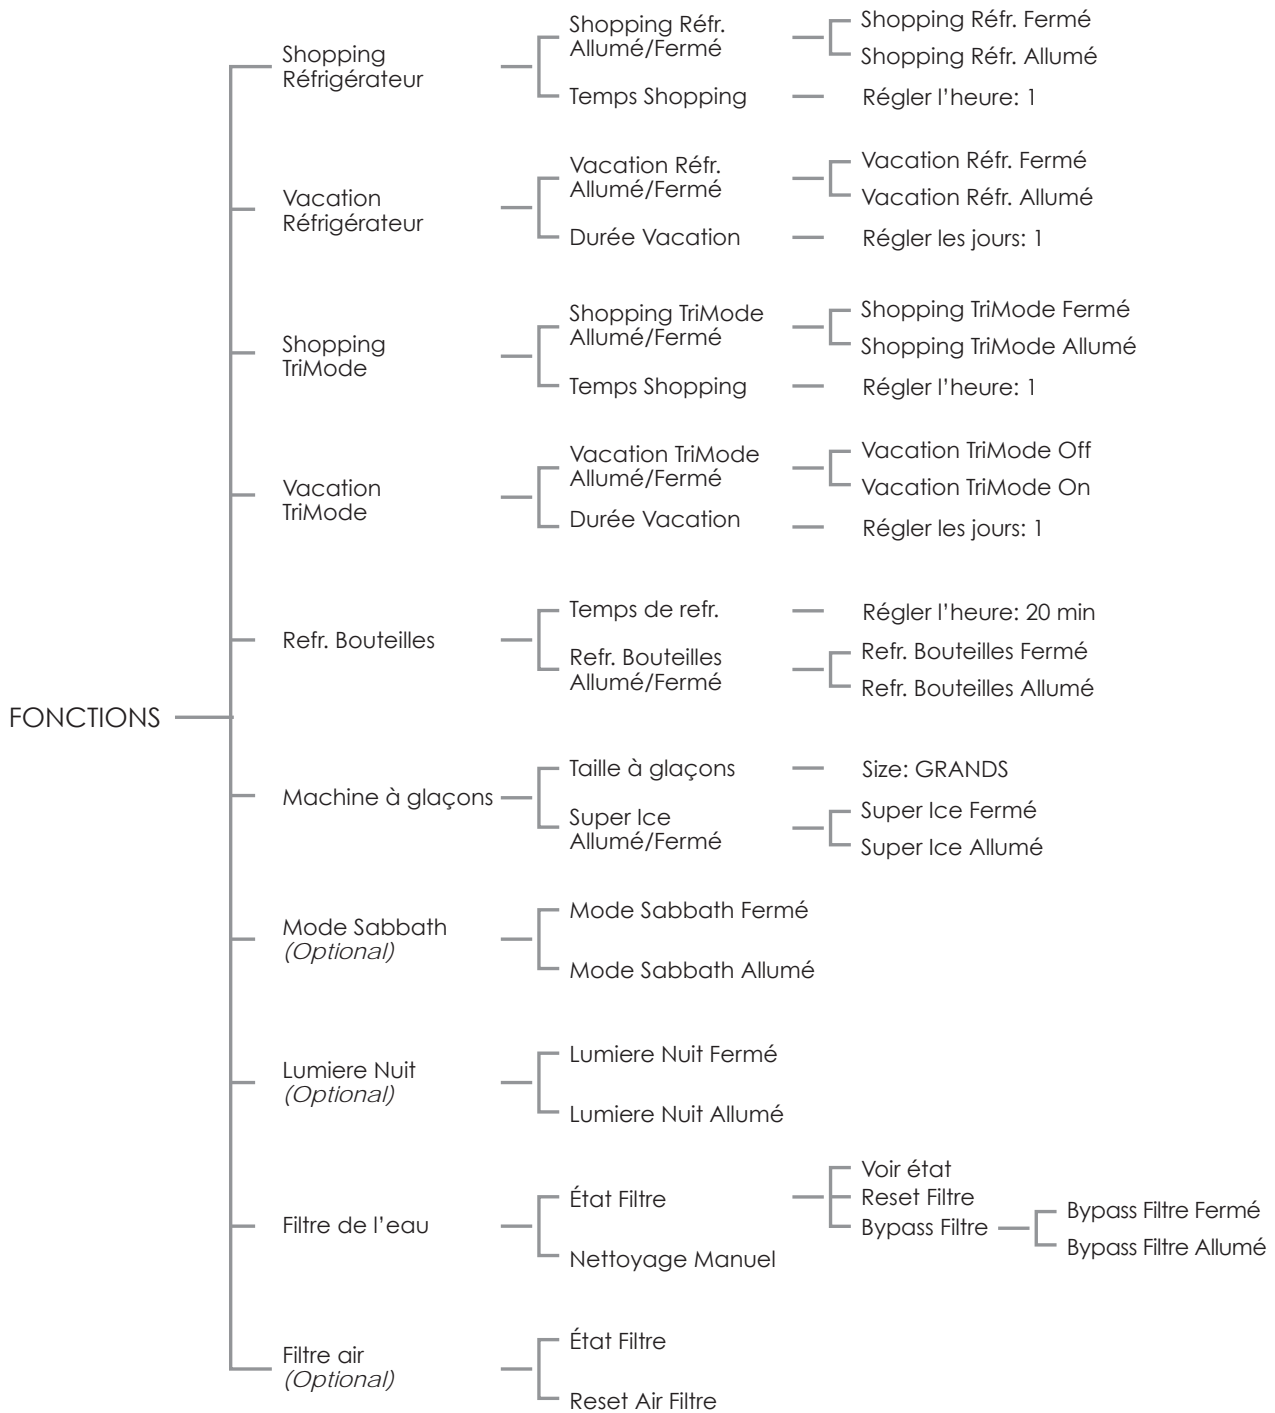 Shopping Réfr.
Allumé/Fermé
Shopping Réfr. Fermé
Shopping Réfr. Allumé
Shopping
Réfrigérateur
Temps Shopping
Régler l'heure: 1
Vacation Réfr.
Allumé/Fermé
Vacation Réfr. Fermé
Vacation Réfr. Allumé
Vacation
Réfrigérateur
Durée Vacation
Régler les jours: 1
Shopping TriMode
Allumé/Fermé
Shopping TriMode Fermé
Shopping TriMode Allumé
Shopping
TriMode
Temps Shopping
Régler l'heure: 1
Vacation TriMode
Allumé/Fermé
Vacation TriMode Off
Vacation TriMode On
Vacation
TriMode
Durée Vacation
Régler les jours: 1
Temps de refr.
Régler l'heure: 20 min
Refr. Bouteilles
Refr. Bouteilles
Allumé/Fermé
Refr. Bouteilles Fermé
Refr. Bouteilles Allumé
FONCTIONS
Taille à glaçons
Size: GRANDS
Machine à glaçons
Super Ice
Allumé/Fermé
Super Ice Fermé
Super Ice Allumé
Mode Sabbath
(Optional)
Mode Sabbath Fermé
Mode Sabbath Allumé
Lumiere Nuit
(Optional)
Lumiere Nuit Fermé
Lumiere Nuit Allumé
Filtre de l'eau
État Filtre
Voir état
Reset Filtre
Bypass Filtre
Bypass Filtre Fermé
Bypass Filtre Allumé
Nettoyage Manuel
Filtre air
(Optional)
État Filtre
Reset Air Filtre